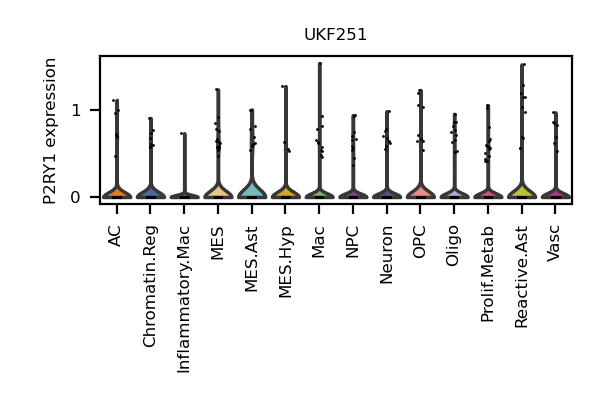 UKF251
P2RY1 expression
1
0
AC
Chromatin.Reg
Inflammatory.Mac
MES
MES.Ast
MES.Hyp
Mac
NPC
Neuron
OPC
Oligo
Prolif.Metab
Reactive.Ast
Vasc